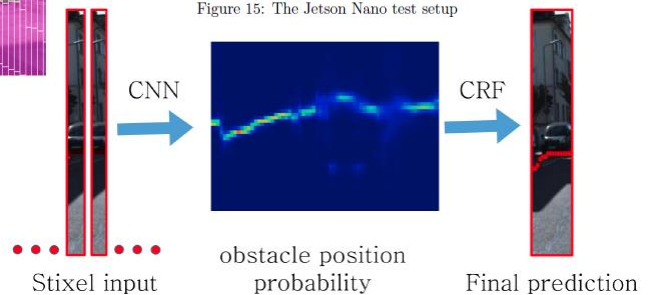 Figure 15: The Jetson Nano test setup
CNN
CRF
Stixel input
obstacle position
probability
Final prediction